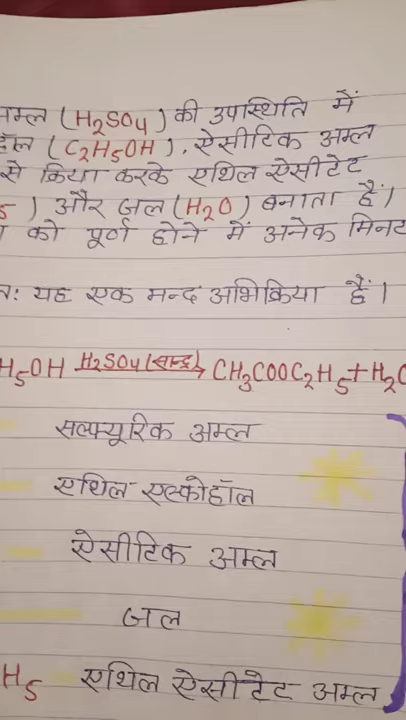 अम्ल (H₂SO₄) की उपस्थिति में
(C₂H₅OH), ऐसीटिक अम्ल
से क्रिया करके एथिल ऐसीटेट
) और जल (H₂O) बनाता हैं।
को पूर्ण होने में अनेक मिनट
यह एक मन्द अभिक्रिया हैं।
H₅OH H₂SO₄(सान्द्र)→ CH₃COOC₂H₅+H₂O
सल्फ्यूरिक अम्ल
एथिल एल्कोहॉल
ऐसीटिक अम्ल
जल
H₅ एथिल ऐसीटेट अम्ल